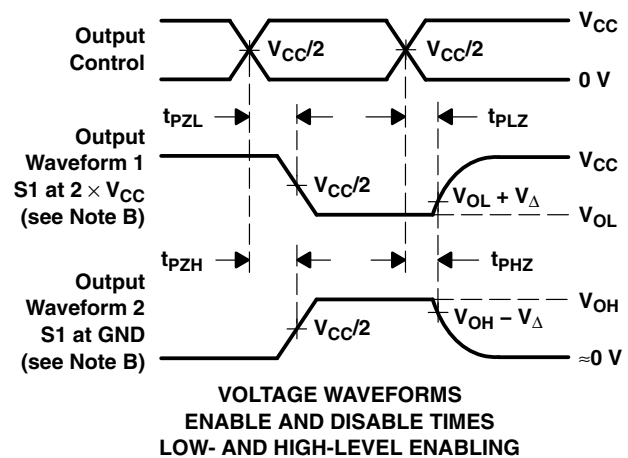 Output
Control
V_CC/2
V_CC/2
V_CC
0 V
t_PZL
t_PLZ
Output
Waveform 1
S1 at 2 × V_CC
(see Note B)
V_CC/2
V_CC
V_OL + V_Δ
V_OL
t_PZH
t_PHZ
Output
Waveform 2
S1 at GND
(see Note B)
V_CC/2
V_OH
V_OH − V_Δ
≈0 V
VOLTAGE WAVEFORMS
ENABLE AND DISABLE TIMES
LOW- AND HIGH-LEVEL ENABLING